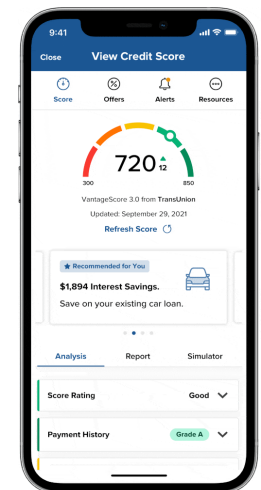 9:41
Close
View Credit Score
Score
Offers
Alerts
Resources
720
12
300
850
VantageScore 3.0 from TransUnion
Updated: September 29, 2021
Refresh Score
Recommended for You
$1,894 Interest Savings.
Save on your existing car loan.
Analysis
Report
Simulator
Score Rating
Good
Payment History
Grade A